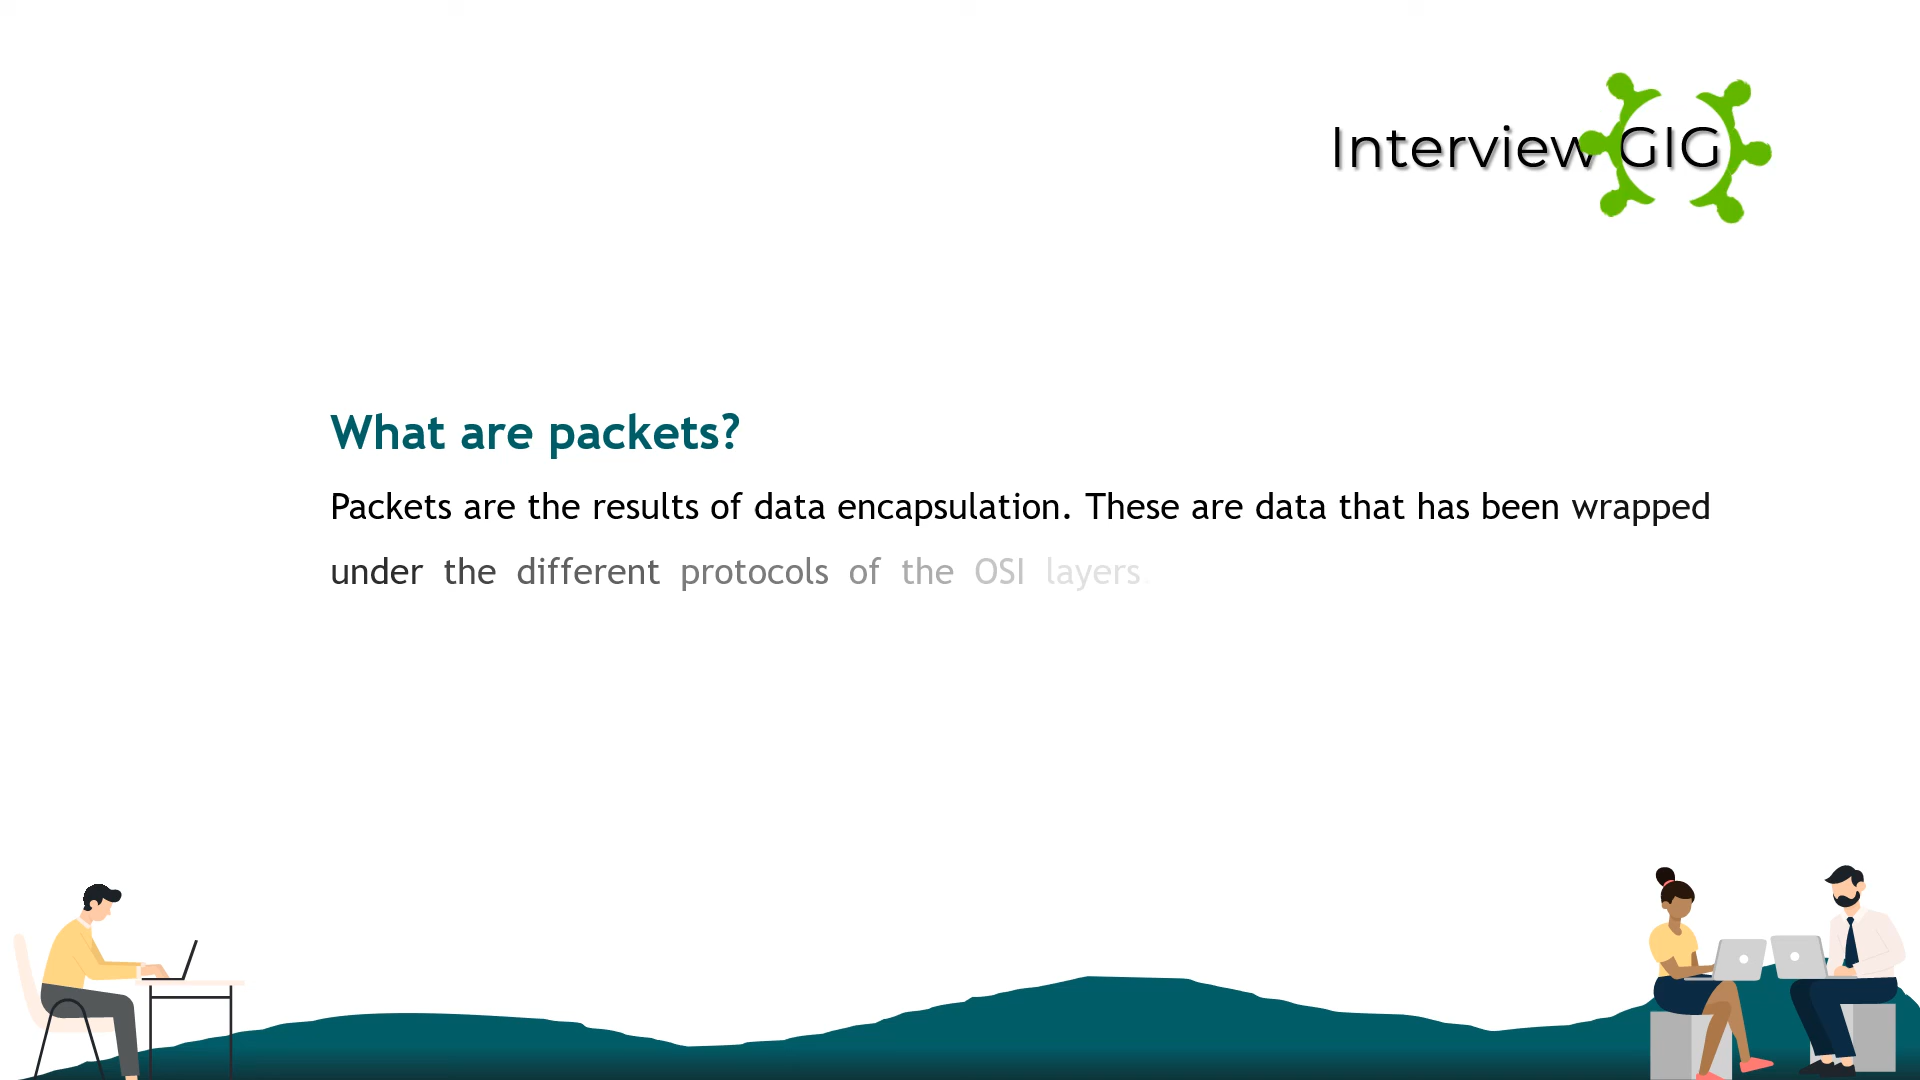 Interview GIG
What are packets?
Packets are the results of data encapsulation. These are data that has been wrapped
under the different protocols of the OSI layers.